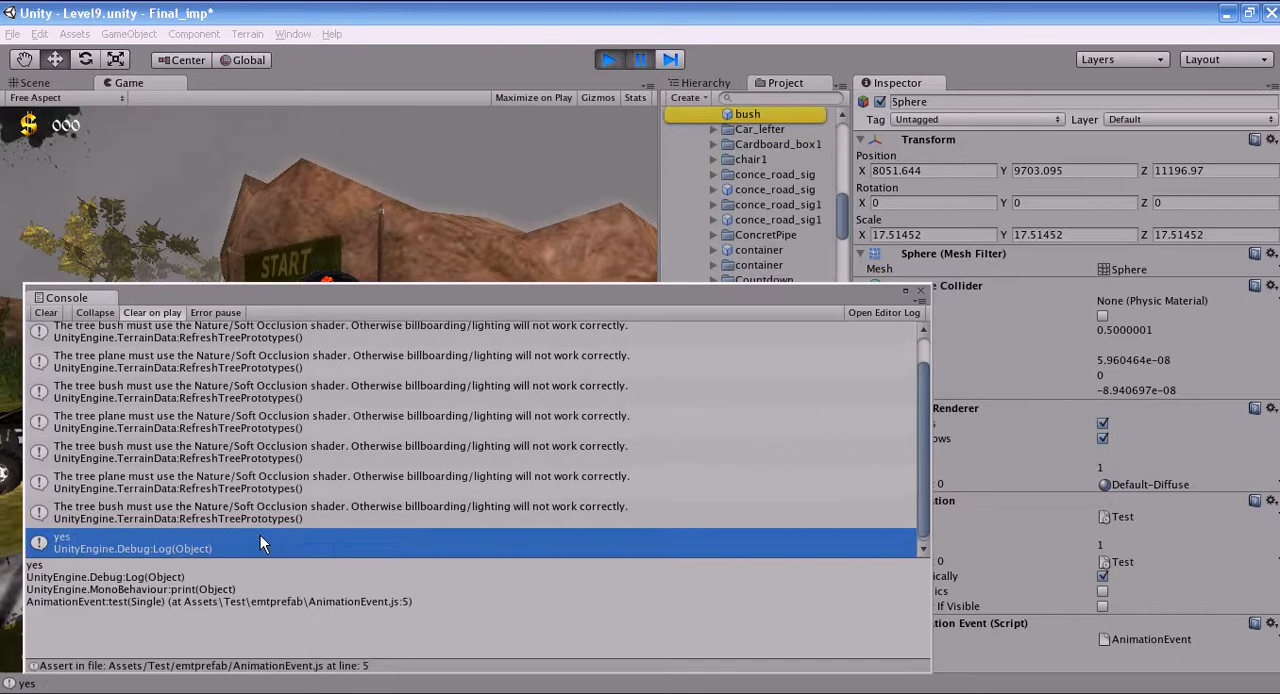 Unity - Level9.unity - Final_imp*
File Edit Assets GameObject Component Terrain Window Help
Center Global Layers Layout
Scene Game Hierarchy Project Inspector
Free Aspect Maximize on Play Gizmos Stats Create
Sphere
Tag Untagged Layer Default
$ 000
START
bush
Car_lefter
Cardboard_box1
chair1
conce_road_sig
conce_road_sig
conce_road_sig1
conce_road_sig1
ConcretPipe
container
container
Countdown
Transform
Position
X 8051.644 Y 9703.095 Z 11196.97
Rotation
X 0 Y 0 Z 0
Scale
X 17.51452 Y 17.51452 Z 17.51452
Sphere (Mesh Filter)
Mesh Sphere
e Collider
None (Physic Material)
0.5000001
5.960464e-08
0
-8.940697e-08
Renderer
s
ows
1
0 Default-Diffuse
ation
Test
1
0 Test
ically
ics
If Visible
tion Event (Script)
AnimationEvent
Console
Clear Collapse Clear on play Error pause Open Editor Log
The tree bush must use the Nature/Soft Occlusion shader. Otherwise billboarding/lighting will not work correctly.
UnityEngine.TerrainData:RefreshTreePrototypes()
The tree plane must use the Nature/Soft Occlusion shader. Otherwise billboarding/lighting will not work correctly.
UnityEngine.TerrainData:RefreshTreePrototypes()
The tree bush must use the Nature/Soft Occlusion shader. Otherwise billboarding/lighting will not work correctly.
UnityEngine.TerrainData:RefreshTreePrototypes()
The tree plane must use the Nature/Soft Occlusion shader. Otherwise billboarding/lighting will not work correctly.
UnityEngine.TerrainData:RefreshTreePrototypes()
The tree bush must use the Nature/Soft Occlusion shader. Otherwise billboarding/lighting will not work correctly.
UnityEngine.TerrainData:RefreshTreePrototypes()
The tree plane must use the Nature/Soft Occlusion shader. Otherwise billboarding/lighting will not work correctly.
UnityEngine.TerrainData:RefreshTreePrototypes()
The tree bush must use the Nature/Soft Occlusion shader. Otherwise billboarding/lighting will not work correctly.
UnityEngine.TerrainData:RefreshTreePrototypes()
yes
UnityEngine.Debug:Log(Object)
yes
UnityEngine.Debug:Log(Object)
UnityEngine.MonoBehaviour:print(Object)
AnimationEvent:test(Single) (at Assets\Test\emtprefab\AnimationEvent.js:5)
Assert in file: Assets/Test/emtprefab/AnimationEvent.js at line: 5
yes